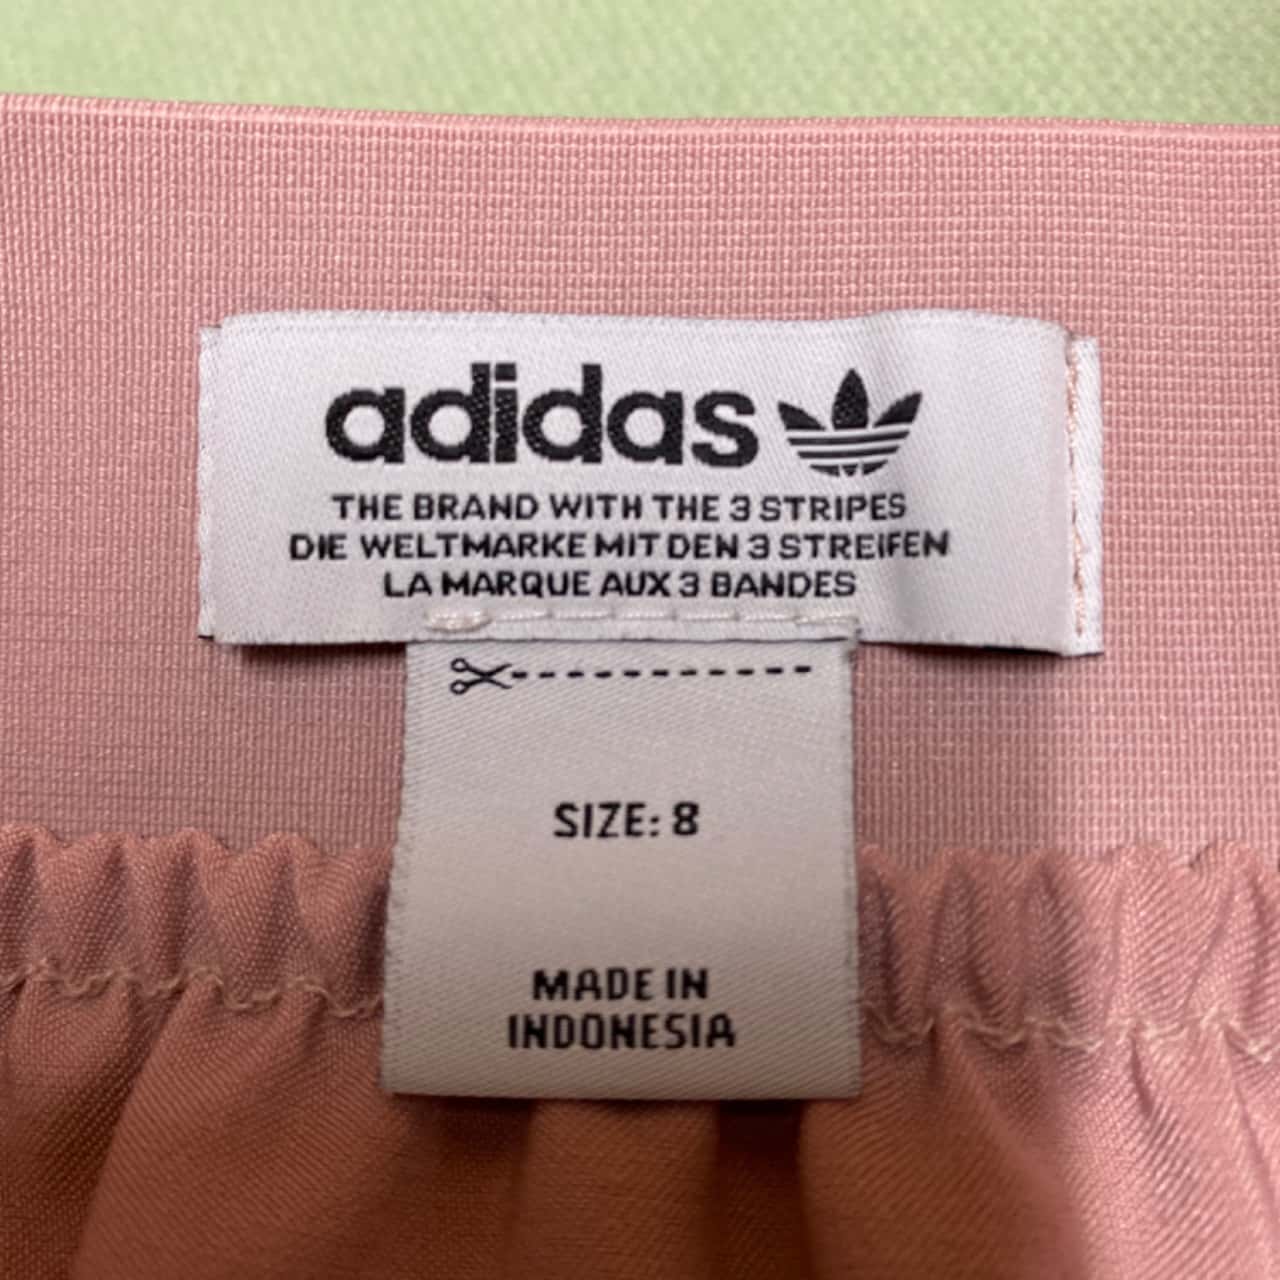 adidas
THE BRAND WITH THE 3 STRIPES
DIE WELTMARKE MIT DEN 3 STREIFEN
LA MARQUE AUX 3 BANDES
SIZE: 8
MADE IN
INDONESIA